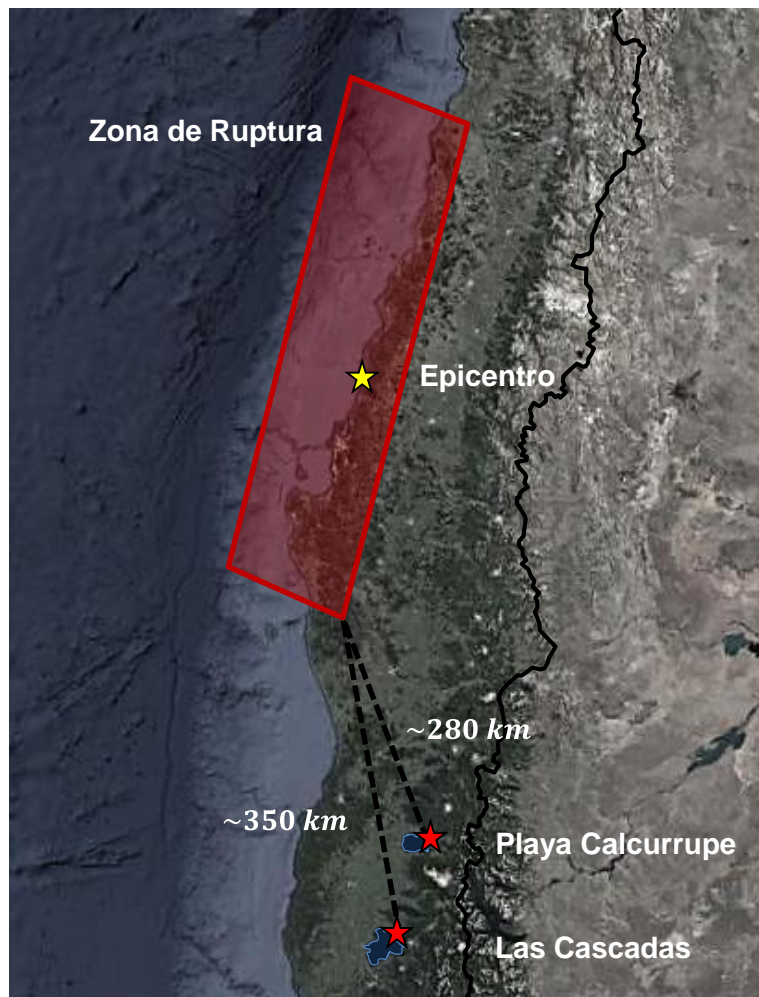 Zona de Ruptura
Epicentro
~280 km
~350 km
Playa Calcurrupe
Las Cascadas